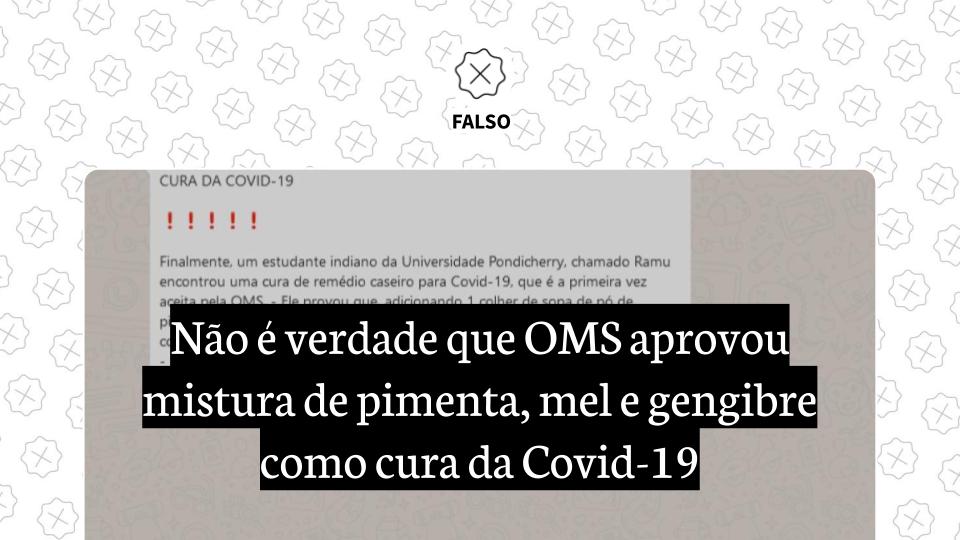 FALSO
CURA DA COVID-19
❗❗❗❗❗
Finalmente, um estudante indiano da Universidade Pondicherry, chamado Ramu
encontrou uma cura de remédio caseiro para Covid-19, que é a primeira vez
aceita pela OMS. - Ele provou que, adicionando 1 colher de sopa de pó de
Não é verdade que OMS aprovou
mistura de pimenta, mel e gengibre
como cura da Covid-19